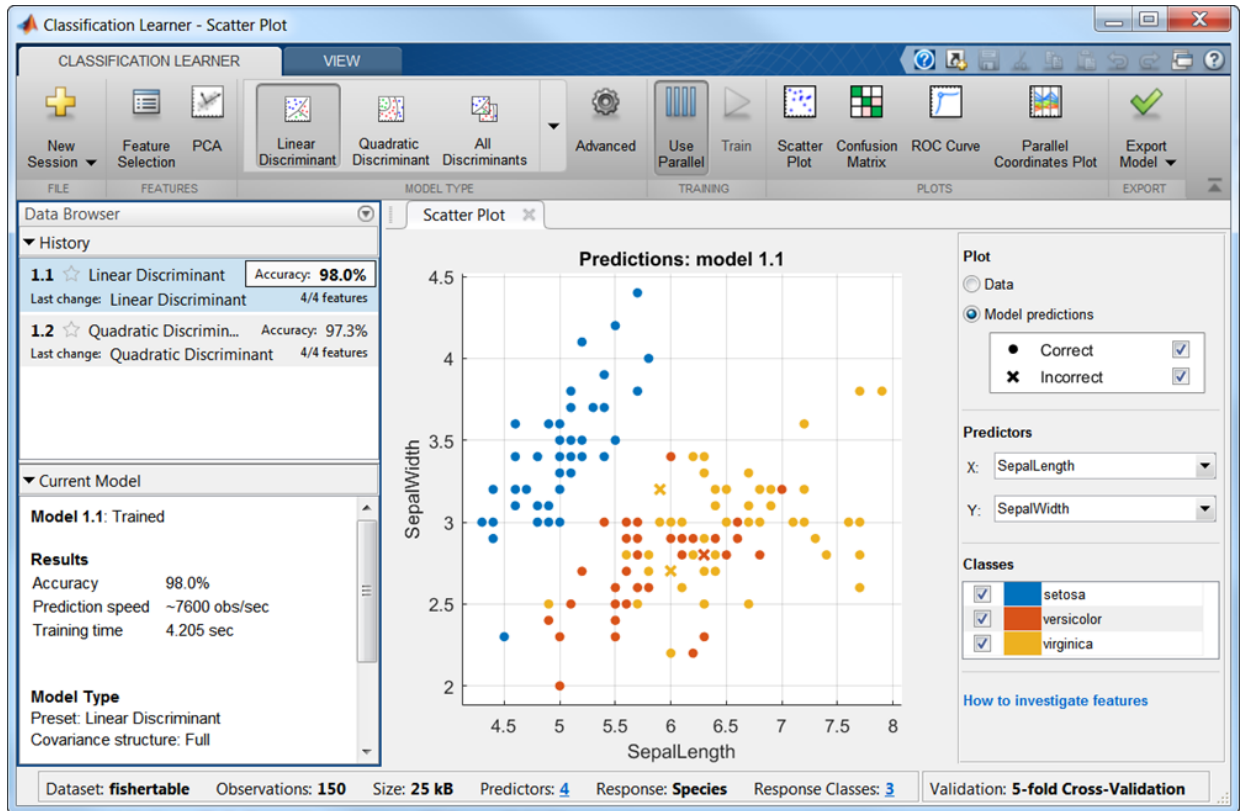 Classification Learner - Scatter Plot
CLASSIFICATION LEARNER
VIEW
New Session
Feature Selection
PCA
Linear Discriminant
Quadratic Discriminant
All Discriminants
Advanced
Use Parallel
Train
Scatter Plot
Confusion Matrix
ROC Curve
Parallel Coordinates Plot
Export Model
FILE
FEATURES
MODEL TYPE
TRAINING
PLOTS
EXPORT
Data Browser
History
1.1 Linear Discriminant Accuracy: 98.0%
Last change: Linear Discriminant 4/4 features
1.2 Quadratic Discrimin... Accuracy: 97.3%
Last change: Quadratic Discriminant 4/4 features
Current Model
Model 1.1: Trained
Results
Accuracy 98.0%
Prediction speed ~7600 obs/sec
Training time 4.205 sec
Model Type
Preset: Linear Discriminant
Covariance structure: Full
Scatter Plot
Predictions: model 1.1
4.5
4
3.5
3
2.5
2
SepalWidth
4.5 5 5.5 6 6.5 7 7.5 8
SepalLength
Plot
Data
Model predictions
Correct
Incorrect
Predictors
X: SepalLength
Y: SepalWidth
Classes
setosa
versicolor
virginica
How to investigate features
Dataset: fishertable Observations: 150 Size: 25 kB Predictors: 4 Response: Species Response Classes: 3 Validation: 5-fold Cross-Validation